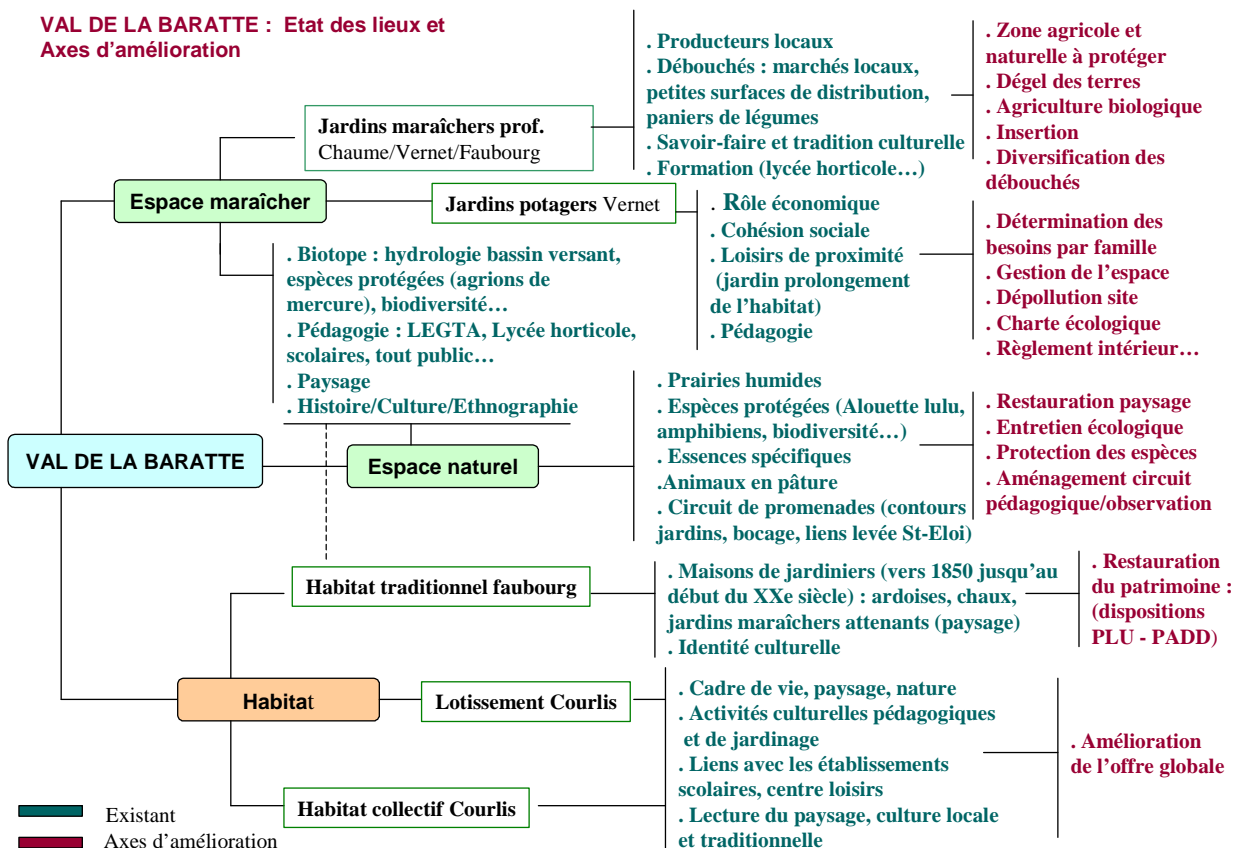 VAL DE LA BARATTE : Etat des lieux et
Axes d’amélioration
. Producteurs locaux
. Débouchés : marchés locaux,
petites surfaces de distribution,
paniers de légumes
. Savoir-faire et tradition culturelle
. Formation (lycée horticole…)
. Zone agricole et
naturelle à protéger
. Dégel des terres
. Agriculture biologique
. Insertion
. Diversification des
débouchés
Jardins maraîchers prof.
Chaume/Vernet/Faubourg
Espace maraîcher
Jardins potagers Vernet
. Rôle économique
. Cohésion sociale
. Loisirs de proximité
(jardin prolongement
de l’habitat)
. Pédagogie
. Détermination des
besoins par famille
. Gestion de l’espace
. Dépollution site
. Charte écologique
. Règlement intérieur…
. Biotope : hydrologie bassin versant,
espèces protégées (agrions de
mercure), biodiversité…
. Pédagogie : LEGTA, Lycée horticole,
scolaires, tout public…
. Paysage
. Histoire/Culture/Ethnographie
VAL DE LA BARATTE
Espace naturel
. Prairies humides
. Espèces protégées (Alouette lulu,
amphibiens, biodiversité…)
. Essences spécifiques
.Animaux en pâture
. Circuit de promenades (contours
jardins, bocage, liens levée St-Eloi)
. Restauration paysage
. Entretien écologique
. Protection des espèces
. Aménagement circuit
pédagogique/observation
Habitat traditionnel faubourg
. Maisons de jardiniers (vers 1850 jusqu’au
début du XXe siècle) : ardoises, chaux,
jardins maraîchers attenants (paysage)
. Identité culturelle
. Restauration
du patrimoine :
(dispositions
PLU - PADD)
Habitat
Lotissement Courlis
. Cadre de vie, paysage, nature
. Activités culturelles pédagogiques
et de jardinage
. Liens avec les établissements
scolaires, centre loisirs
. Lecture du paysage, culture locale
et traditionnelle
. Amélioration
de l’offre globale
Habitat collectif Courlis
Existant
Axes d’amélioration